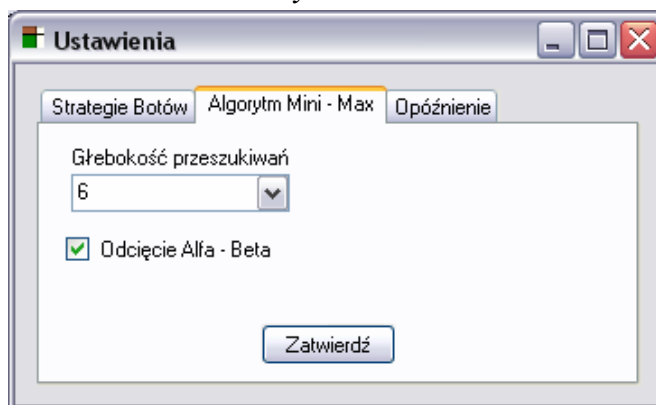 Ustawienia
Strategie Botów Algorytm Mini - Max Opóźnienie
Głebokość przeszukiwań
6
Odcięcie Alfa - Beta
Zatwierdź